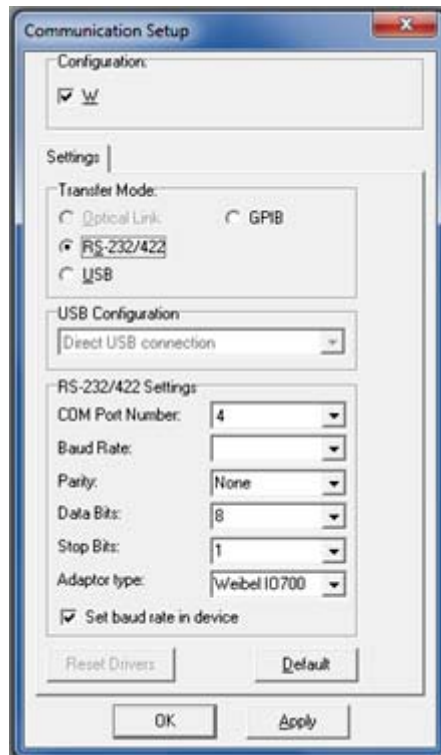 Communication Setup
Configuration:
W
Settings
Transfer Mode:
Optical Link GPIB
RS-232/422
USB
USB Configuration
Direct USB connection
RS-232/422 Settings
COM Port Number: 4
Baud Rate:
Parity: None
Data Bits: 8
Stop Bits: 1
Adaptor type: Weibel IO700
Set baud rate in device
Reset Drivers Default
OK Apply